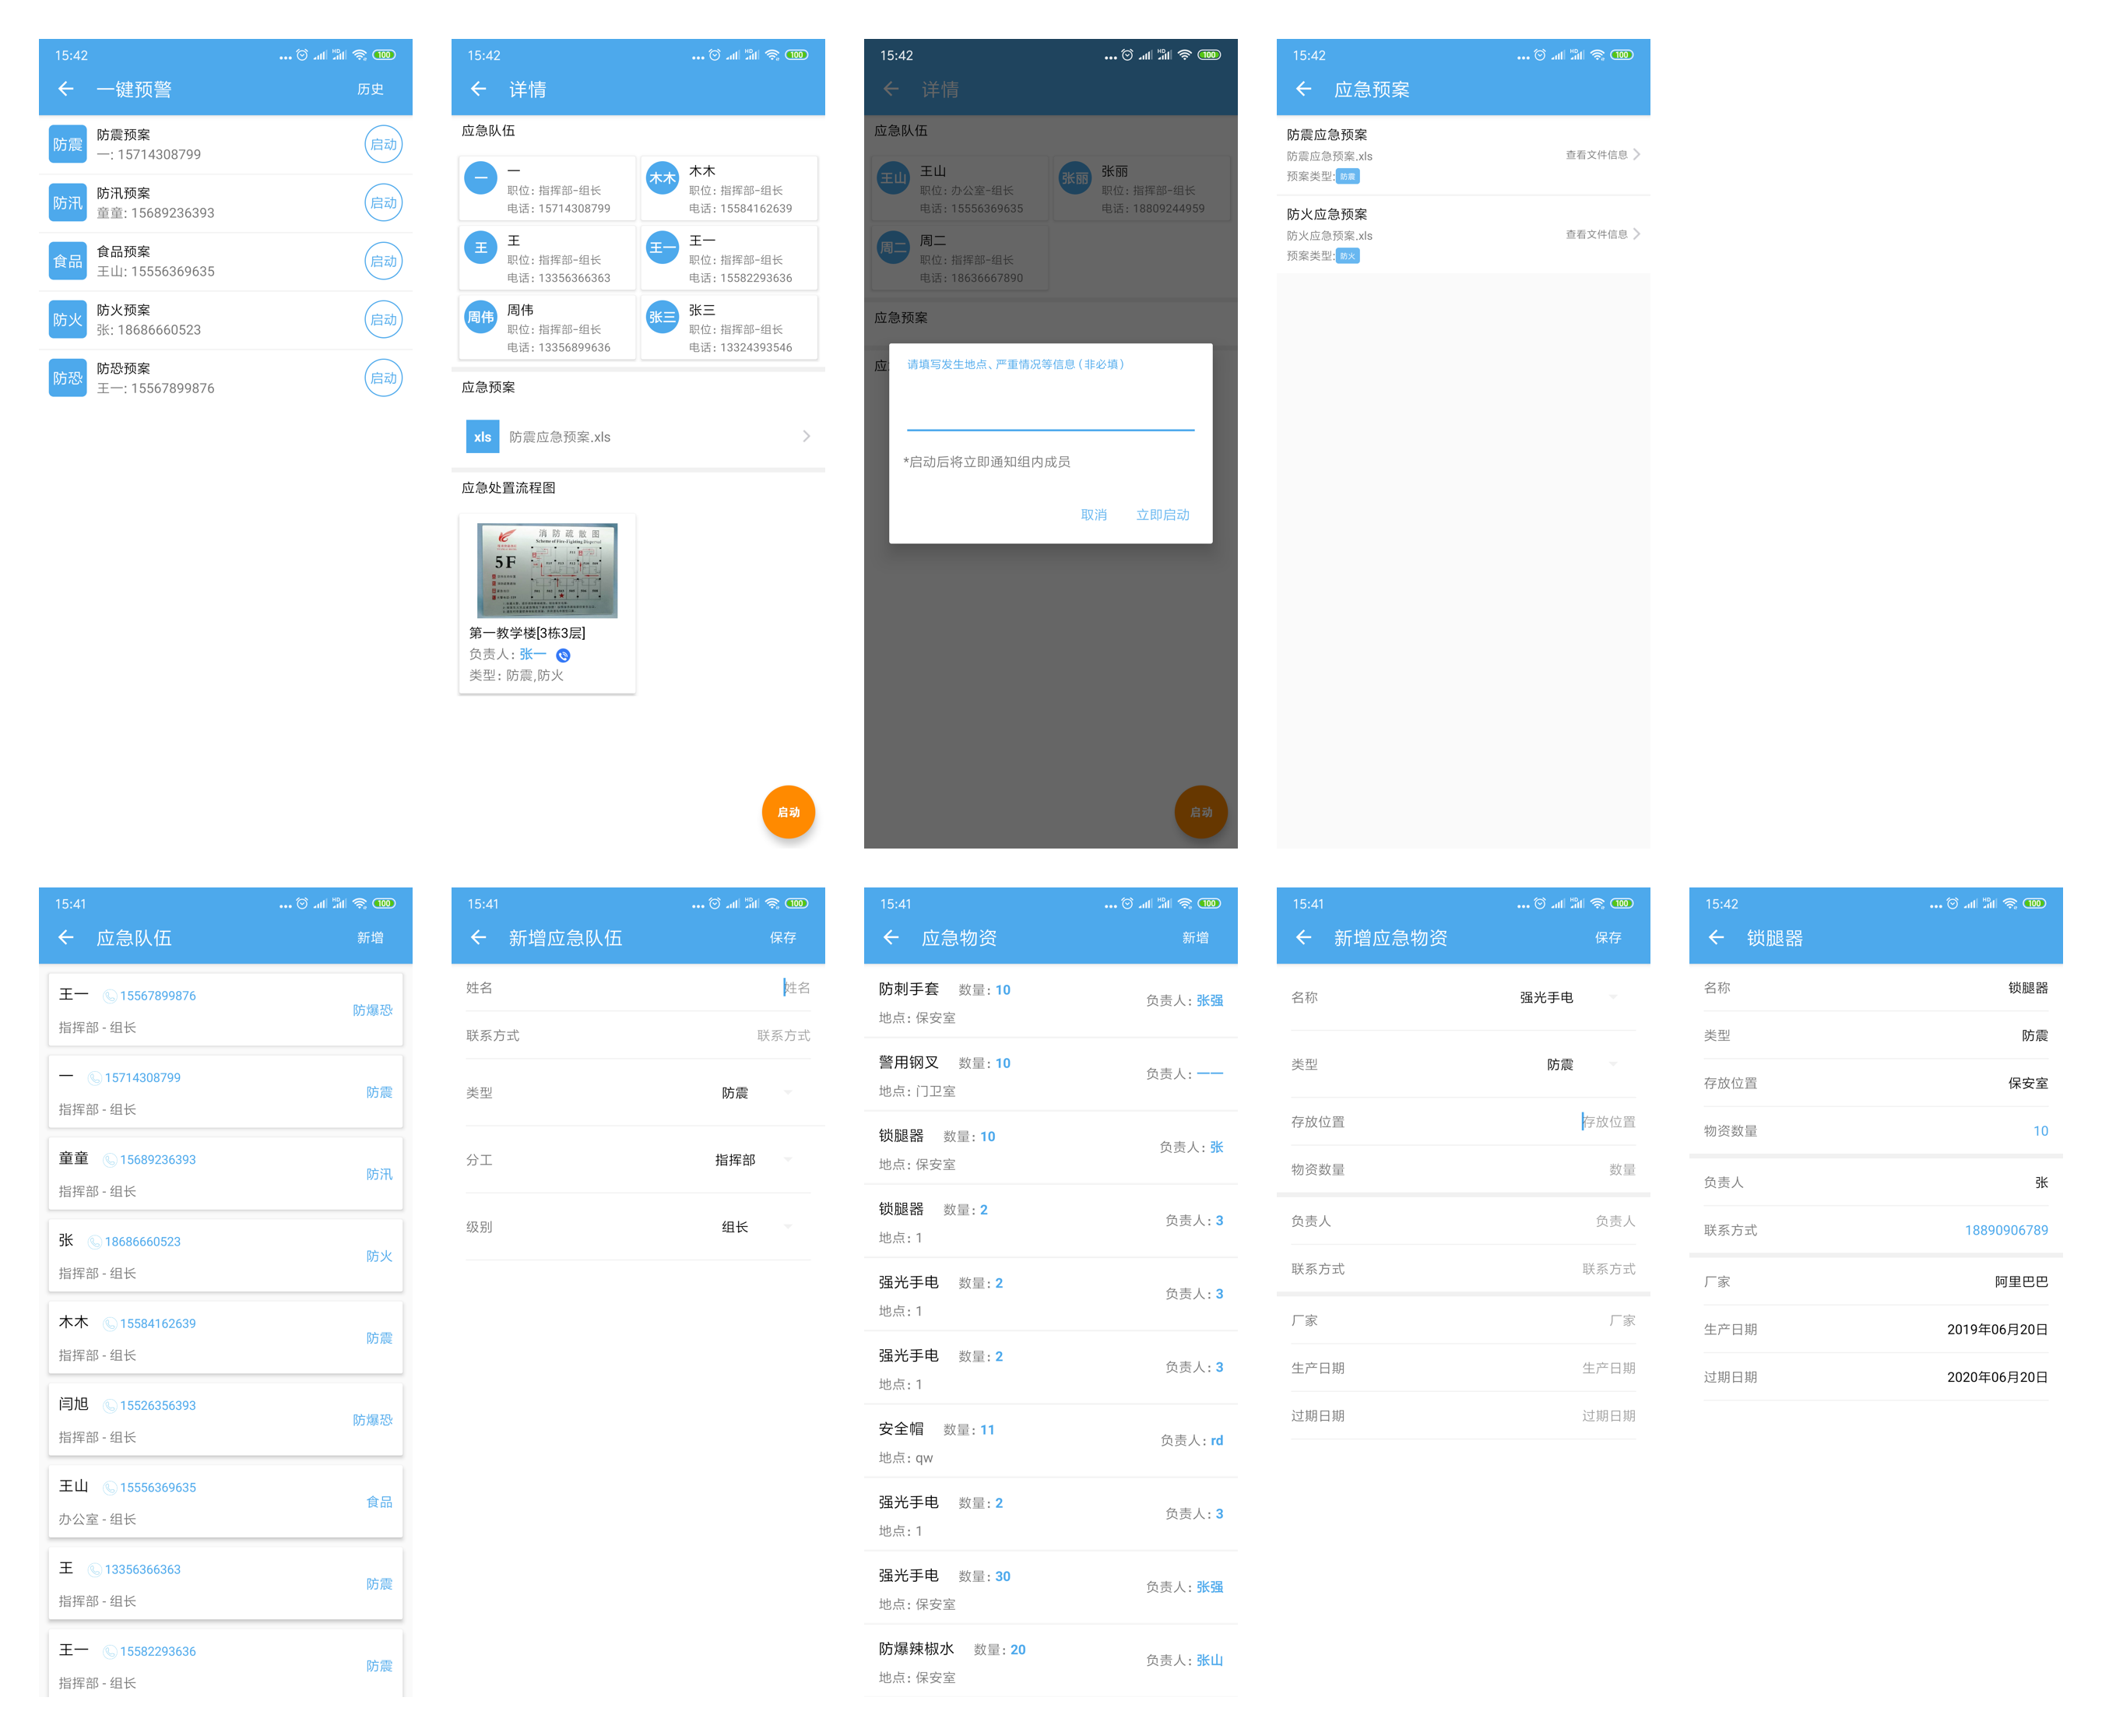 15:42
一键预警
历史
防震
防震预案
一: 15714308799
启动
防汛
防汛预案
童童: 15689236393
启动
食品
食品预案
王山: 15556369635
启动
防火
防火预案
张: 18686660523
启动
防恐
防恐预案
王一: 15567899876
启动
15:42
详情
应急队伍
一
一
职位: 指挥部-组长
电话: 15714308799
木木
木木
职位: 指挥部-组长
电话: 15584162639
王
王
职位: 指挥部-组长
电话: 13356366363
王一
王一
职位: 指挥部-组长
电话: 15582293636
周伟
周伟
职位: 指挥部-组长
电话: 13356899636
张三
张三
职位: 指挥部-组长
电话: 13324393546
应急预案
xls
防震应急预案.xls
应急处置流程图
消防疏散图
Scheme of Fire-Fighting Dispersal
5F
第一教学楼[3栋3层]
负责人: 张一
类型: 防震,防火
启动
15:42
详情
应急队伍
王山
王山
职位: 办公室-组长
电话: 15556369635
张丽
张丽
职位: 指挥部-组长
电话: 18809244959
周二
周二
职位: 指挥部-组长
电话: 18636667890
应急预案
应
请填写发生地点、严重情况等信息（非必填）
*启动后将立即通知组内成员
取消
立即启动
启动
15:42
应急预案
防震应急预案
防震应急预案.xls
预案类型: 防震
查看文件信息
防火应急预案
防火应急预案.xls
预案类型: 防火
查看文件信息
15:41
应急队伍
新增
王一 15567899876
指挥部 - 组长
防爆恐
一 15714308799
指挥部 - 组长
防震
童童 15689236393
指挥部 - 组长
防汛
张 18686660523
指挥部 - 组长
防火
木木 15584162639
指挥部 - 组长
防震
闫旭 15526356393
指挥部 - 组长
防爆恐
王山 15556369635
办公室 - 组长
食品
王 13356366363
指挥部 - 组长
防震
王一 15582293636
指挥部 - 组长
防震
15:41
新增应急队伍
保存
姓名 姓名
联系方式 联系方式
类型 防震
分工 指挥部
级别 组长
15:41
应急物资
新增
防刺手套 数量: 10
地点: 保安室
负责人: 张强
警用钢叉 数量: 10
地点: 门卫室
负责人: 一一
锁腿器 数量: 10
地点: 保安室
负责人: 张
锁腿器 数量: 2
地点: 1
负责人: 3
强光手电 数量: 2
地点: 1
负责人: 3
强光手电 数量: 2
地点: 1
负责人: 3
安全帽 数量: 11
地点: qw
负责人: rd
强光手电 数量: 2
地点: 1
负责人: 3
强光手电 数量: 30
地点: 保安室
负责人: 张强
防爆辣椒水 数量: 20
地点: 保安室
负责人: 张山
15:41
新增应急物资
保存
名称 强光手电
类型 防震
存放位置 存放位置
物资数量 数量
负责人 负责人
联系方式 联系方式
厂家 厂家
生产日期 生产日期
过期日期 过期日期
15:42
锁腿器
名称 锁腿器
类型 防震
存放位置 保安室
物资数量 10
负责人 张
联系方式 18890906789
厂家 阿里巴巴
生产日期 2019年06月20日
过期日期 2020年06月20日